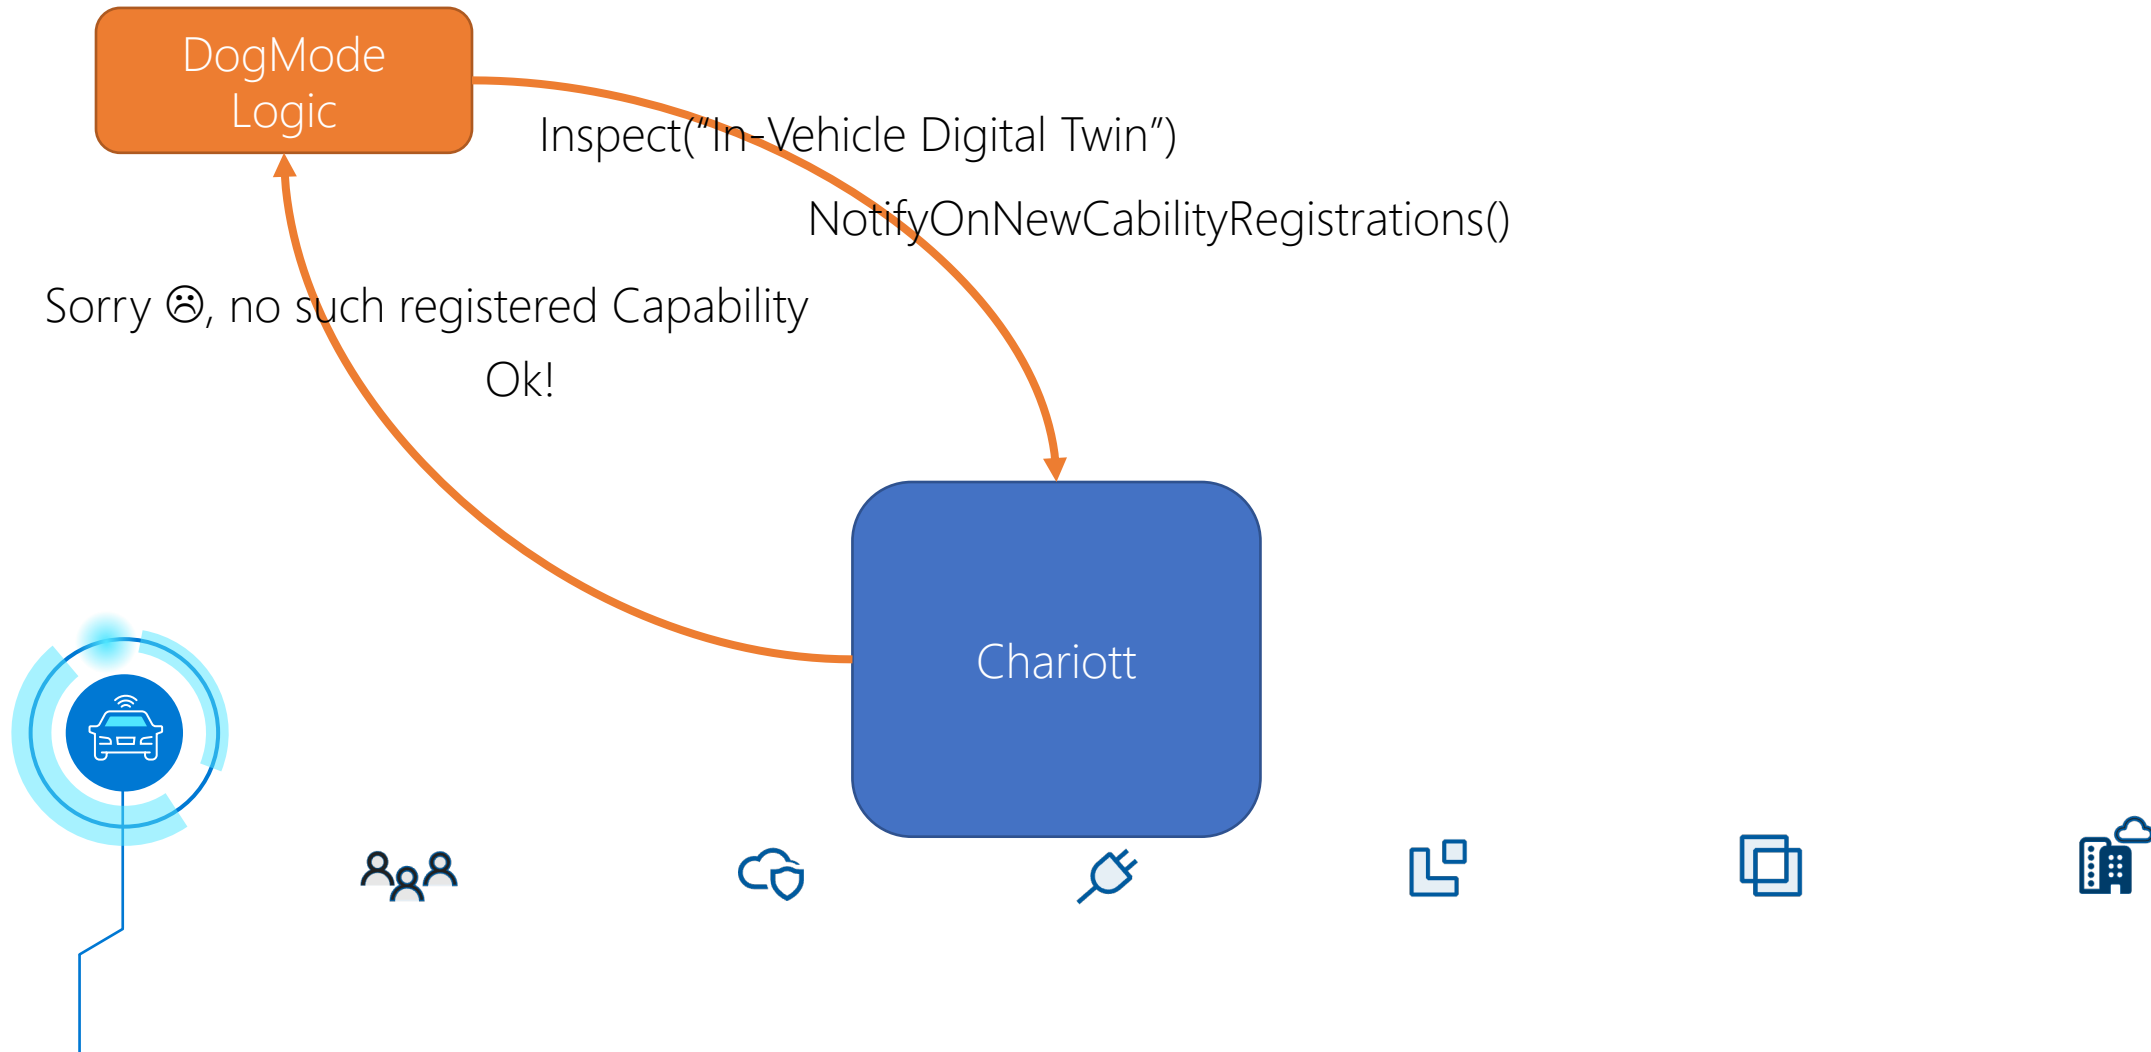 DogMode
Logic
Inspect(“In-Vehicle Digital Twin”)
NotifyOnNewCabilityRegistrations()
Sorry ☹, no such registered Capability
Ok!
Chariott